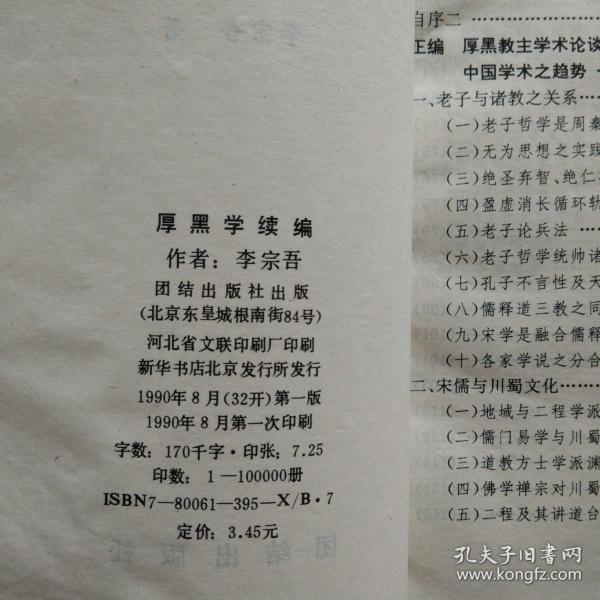 厚黑学续编
作者：李宗吾
团结出版社出版
(北京东皇城根南街84号)
河北省文联印刷厂印刷
新华书店北京发行所发行
1990年8月(32开)第一版
1990年8月第一次印刷
字数：170千字·印张：7.25
印数：1—100000册
ISBN7—80061—395—X/B·7
定价：3.45元
自序二 ……………………
正编 厚黑教主学术论谈
中国学术之趋势
一、老子与诸教之关系……
(一)老子哲学是周秦
(二)无为思想之实践
(三)绝圣弃智、绝仁
(四)盈虚消长循环轨
(五)老子论兵法 ……
(六)老子哲学统帅诸
(七)孔子不言性及天
(八)儒释道三教之同
(九)宋学是融合儒释
(十)各家学说之分合
二、宋儒与川蜀文化………
(一)地域与二程学派
(二)儒门易学与川蜀
(三)道教方士学派渊
(四)佛学禅宗对川蜀
(五)二程及其讲道台
孔夫子旧书网
www.kongfz.com